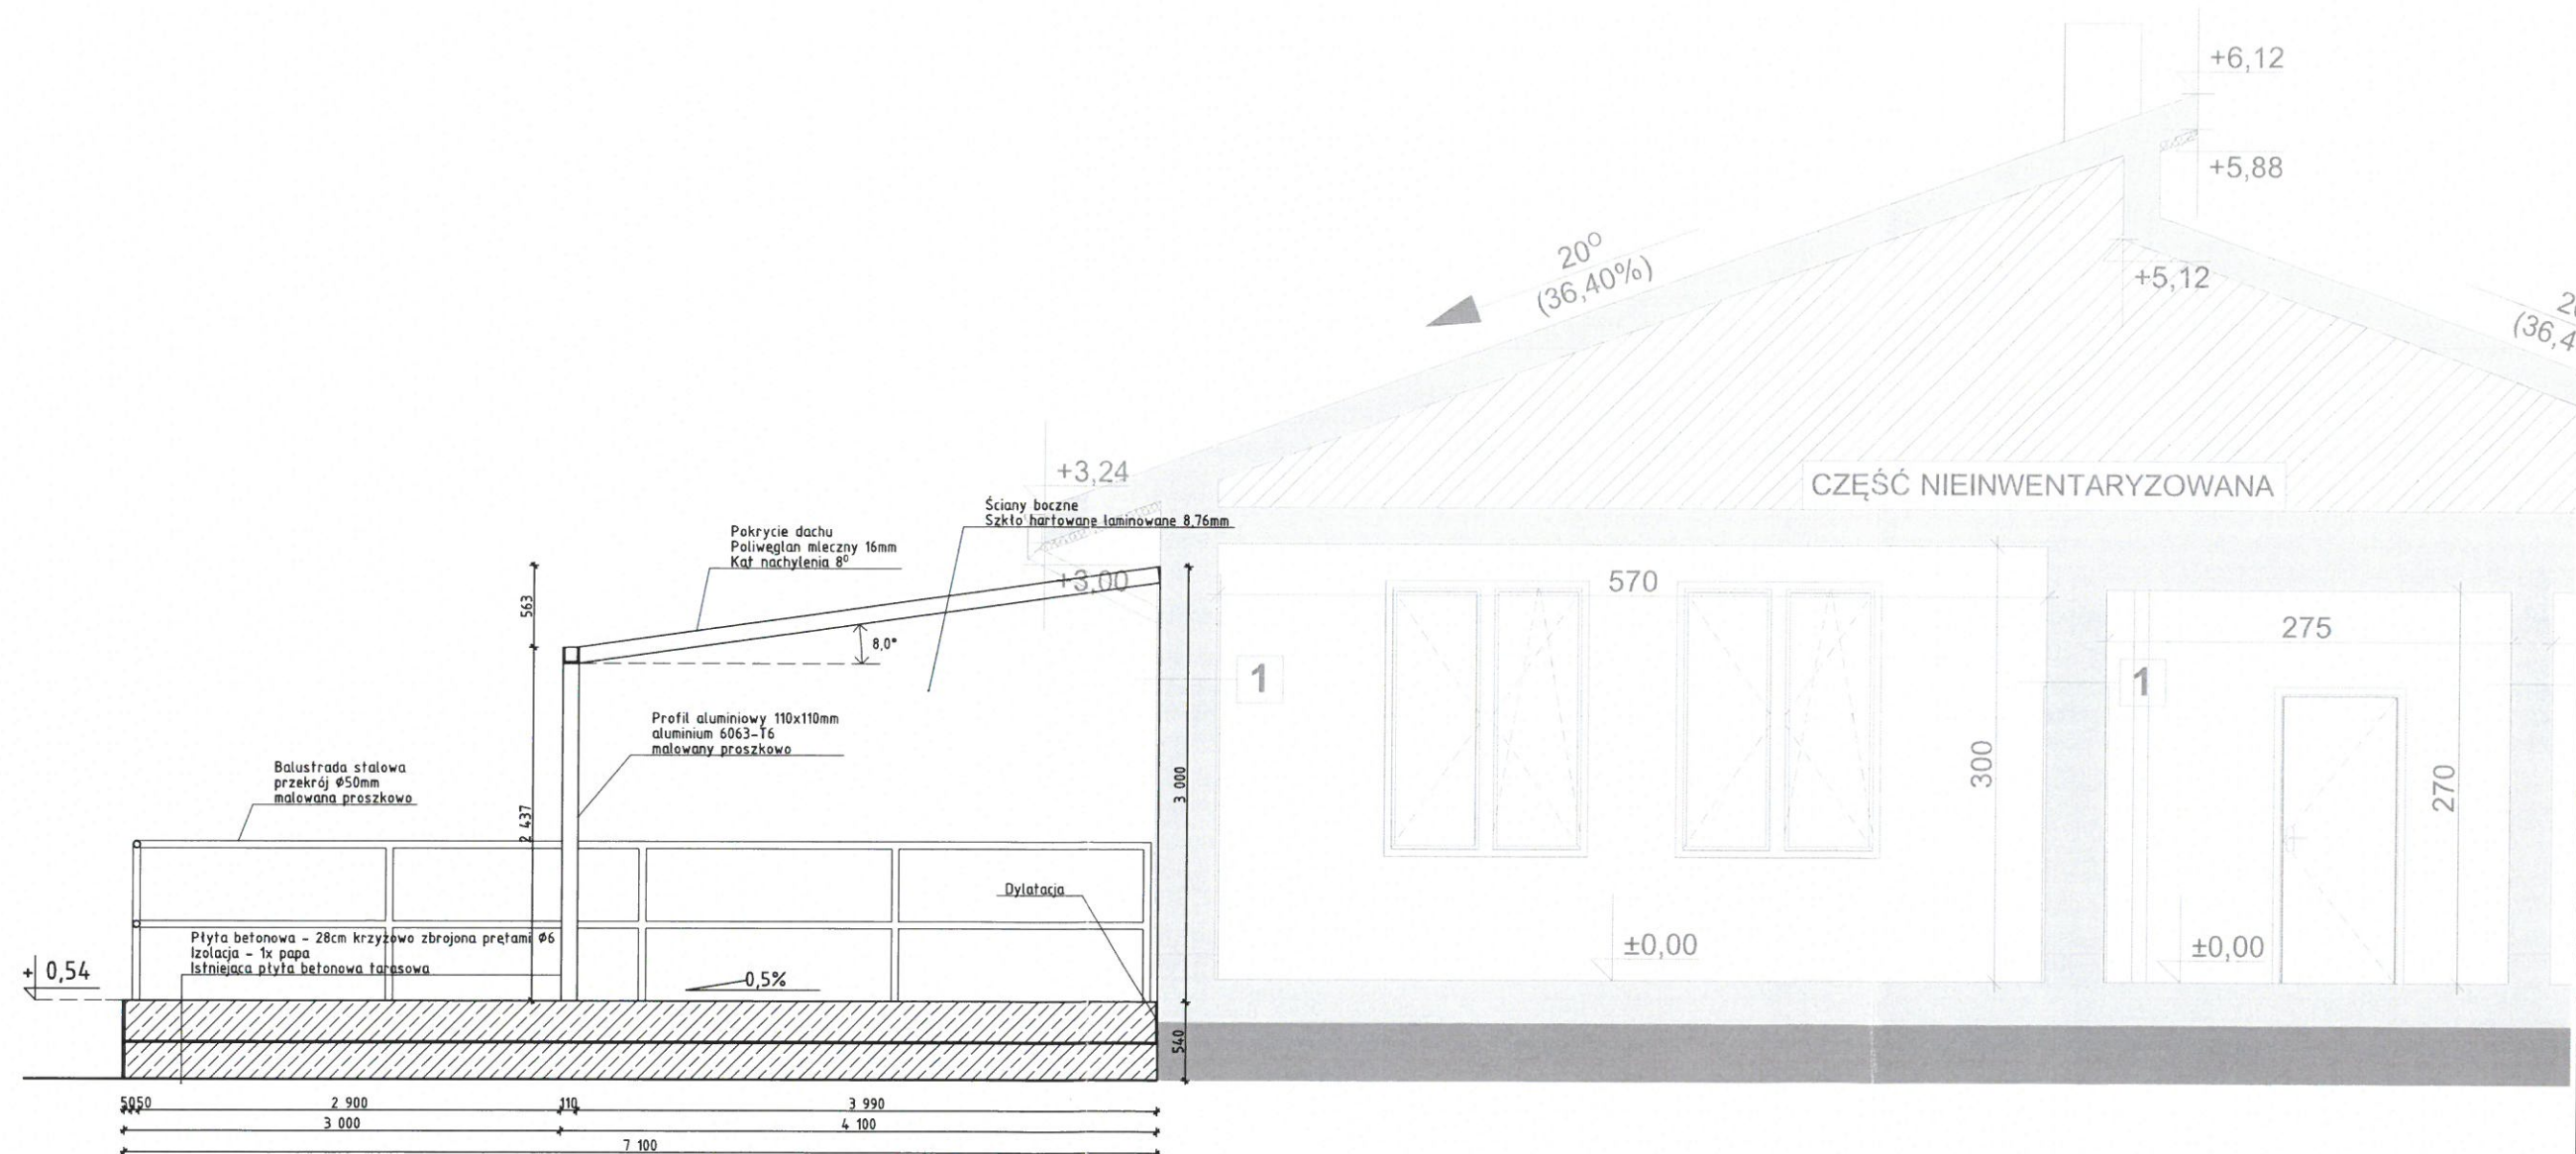 +6,12
+5,88
20°
(36,40%)
+5,12
(36,4
+3,24
CZĘŚĆ NIEINWENTARYZOWANA
Ściany boczne
Szkło hartowane laminowane 8,76mm
Pokrycie dachu
Poliwęglan mleczny 16mm
Kąt nachylenia 8°
+3,00
570
563
275
8,0°
1
1
Profil aluminiowy 110x110mm
aluminium 6063-T6
malowany proszkowo
Balustrada stalowa
przekrój Ø50mm
malowana proszkowo
2 437
3 000
300
270
Dylatacja
Płyta betonowa - 28cm krzyżowo zbrojona prętami Ø6
Izolacja - 1x papa
Istniejąca płyta betonowa tarasowa
±0,00
±0,00
+ 0,54
0,5%
540
50 50
2 900
110
3 990
3 000
4 100
7 100